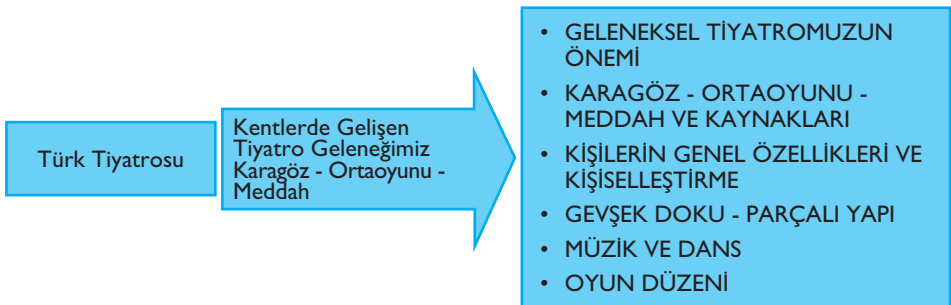 Türk Tiyatrosu
Kentlerde Gelişen
Tiyatro Geleneğimiz
Karagöz - Ortaoyunu -
Meddah
• GELENEKSEL TİYATROMUZUN
ÖNEMİ
• KARAGÖZ - ORTAOYUNU -
MEDDAH VE KAYNAKLARI
• KİŞİLERİN GENEL ÖZELLİKLERİ VE
KİŞİSELLEŞTİRME
• GEVŞEK DOKU - PARÇALI YAPI
• MÜZİK VE DANS
• OYUN DÜZENİ